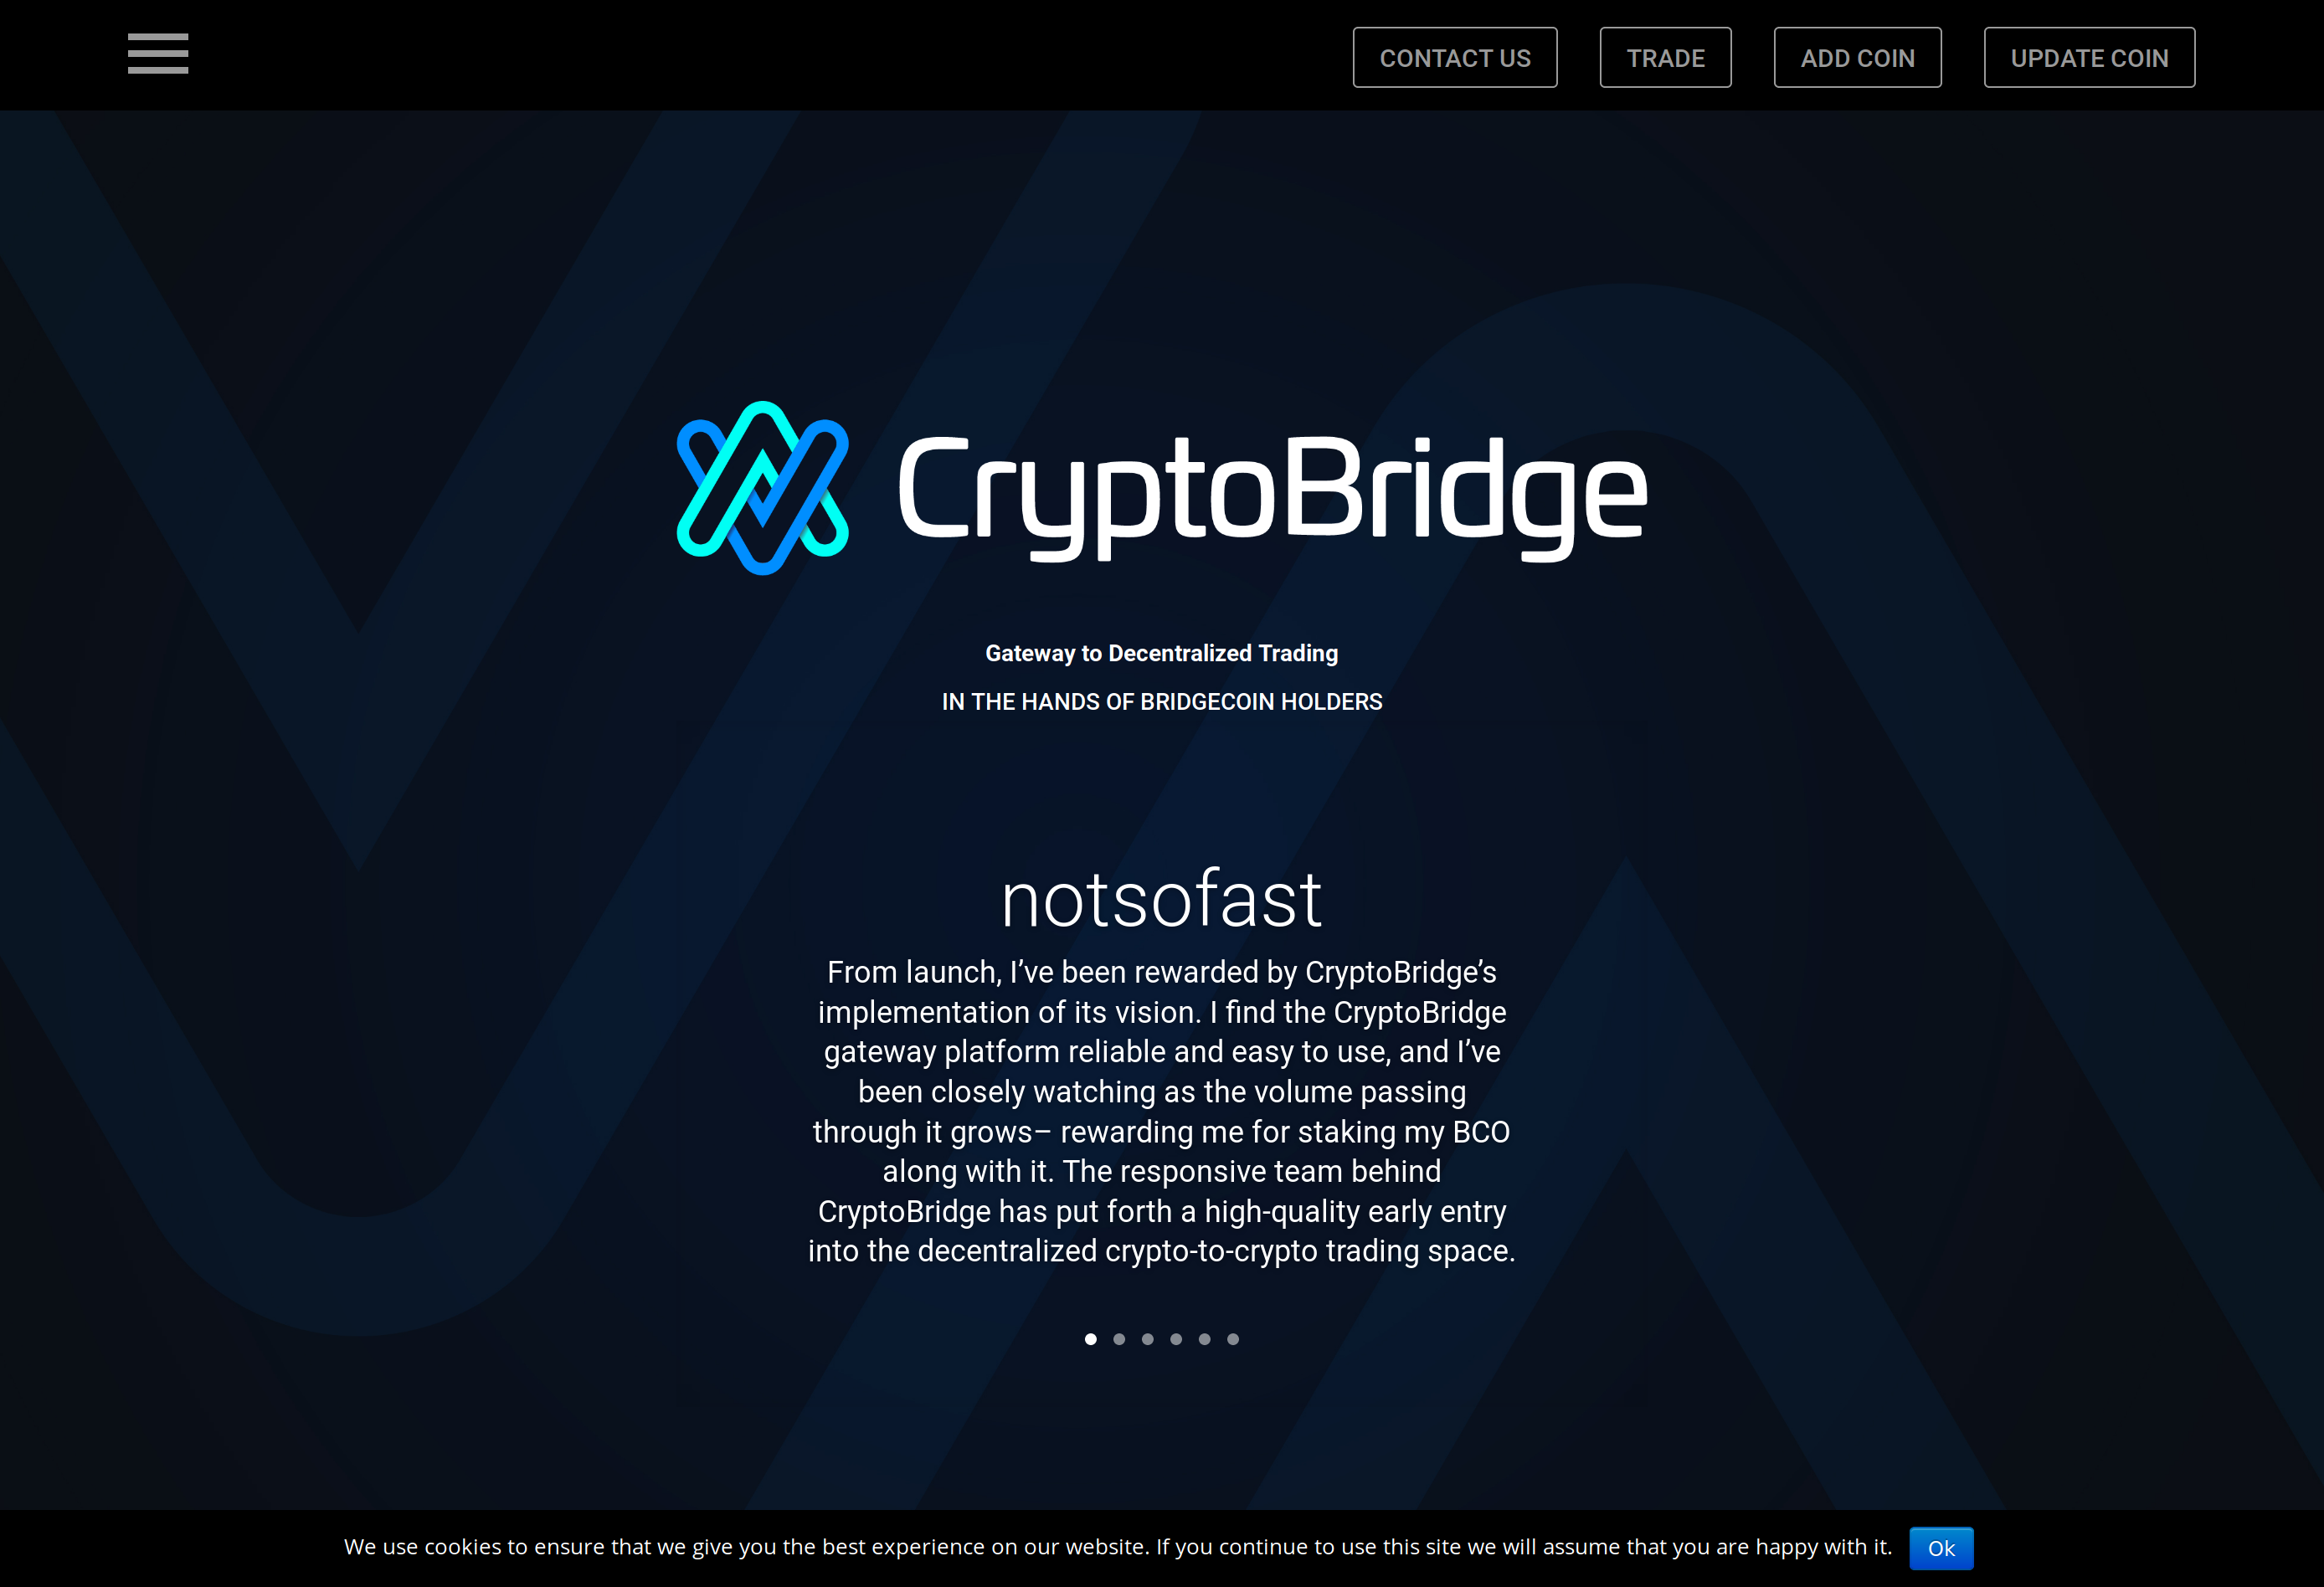 CONTACT US
TRADE
ADD COIN
UPDATE COIN
CryptoBridge
Gateway to Decentralized Trading
IN THE HANDS OF BRIDGECOIN HOLDERS
notsofast
From launch, I’ve been rewarded by CryptoBridge’s
implementation of its vision. I find the CryptoBridge
gateway platform reliable and easy to use, and I’ve
been closely watching as the volume passing
through it grows– rewarding me for staking my BCO
along with it. The responsive team behind
CryptoBridge has put forth a high-quality early entry
into the decentralized crypto-to-crypto trading space.
We use cookies to ensure that we give you the best experience on our website. If you continue to use this site we will assume that you are happy with it.
Ok